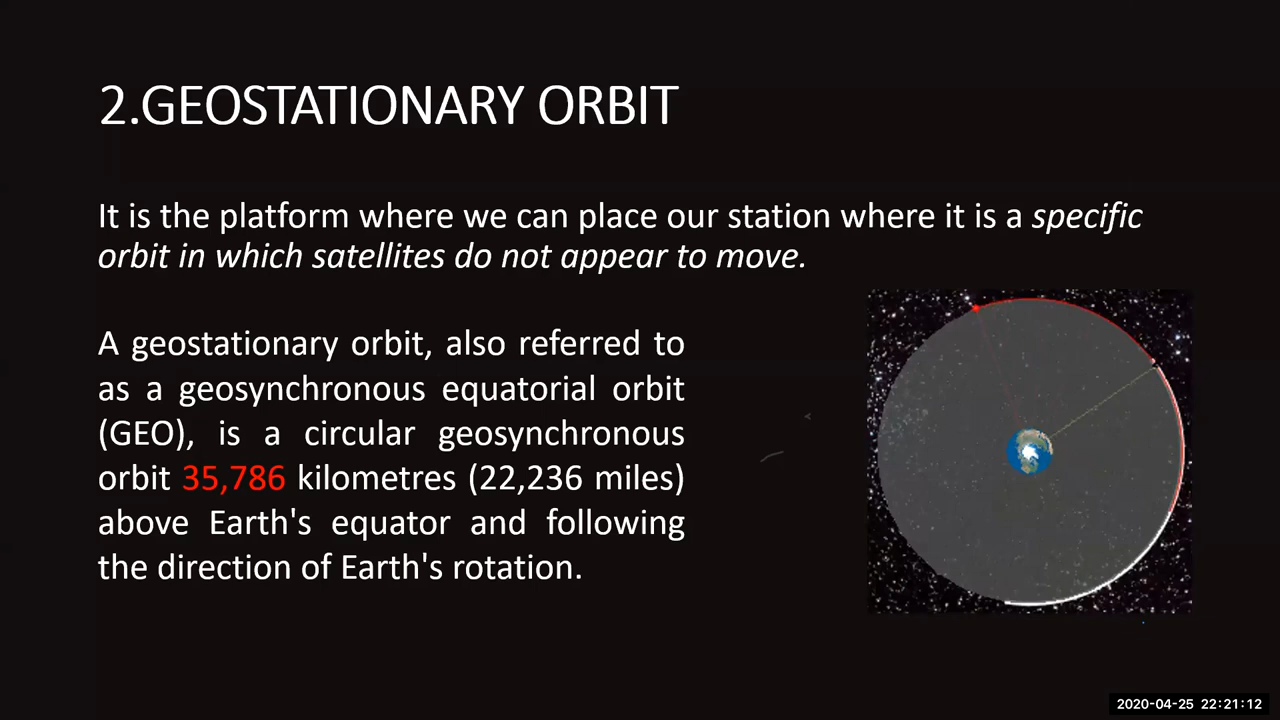 2.GEOSTATIONARY ORBIT
It is the platform where we can place our station where it is a specific
orbit in which satellites do not appear to move.
A geostationary orbit, also referred to
as a geosynchronous equatorial orbit
(GEO), is a circular geosynchronous
orbit 35,786 kilometres (22,236 miles)
above Earth's equator and following
the direction of Earth's rotation.
2020-04-25 22:21:12